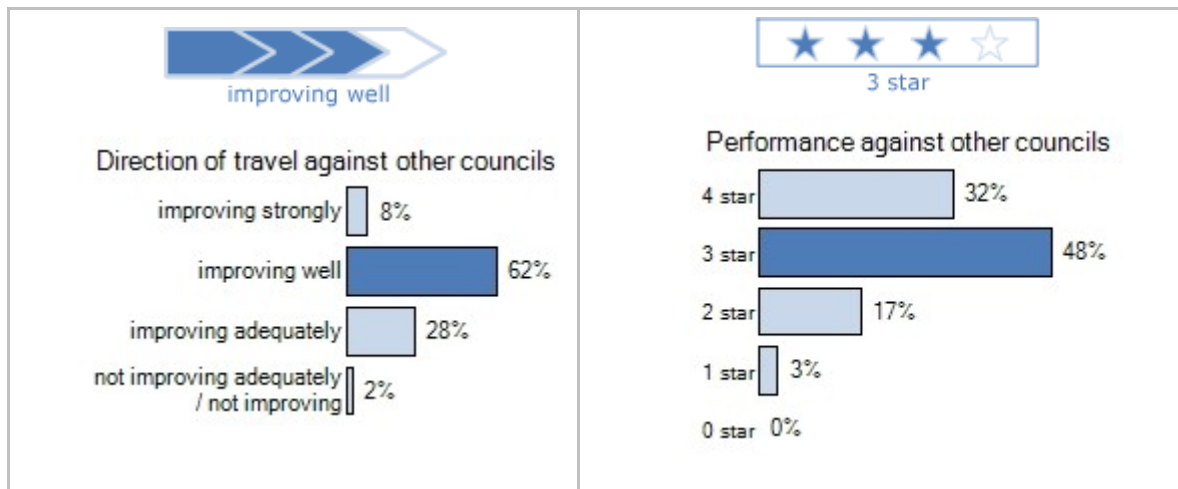 improving well
Direction of travel against other councils
improving strongly 8%
improving well 62%
improving adequately 28%
not improving adequately
/ not improving 2%
3 star
Performance against other councils
4 star 32%
3 star 48%
2 star 17%
1 star 3%
0 star 0%